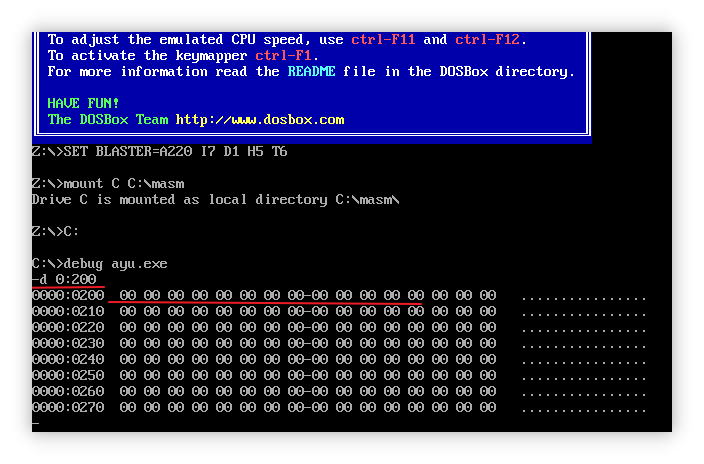 To adjust the emulated CPU speed, use ctrl-F11 and ctrl-F12.
To activate the keymapper ctrl-F1.
For more information read the README file in the DOSBox directory.
HAVE FUN!
The DOSBox Team http://www.dosbox.com
Z:\>SET BLASTER=A220 I7 D1 H5 T6
Z:\>mount C C:\masm
Drive C is mounted as local directory C:\masm\
Z:\>C:
C:\>debug ayu.exe
-d 0:200
0000:0200  00 00 00 00 00 00 00 00-00 00 00 00 00 00 00 00   ................
0000:0210  00 00 00 00 00 00 00 00-00 00 00 00 00 00 00 00   ................
0000:0220  00 00 00 00 00 00 00 00-00 00 00 00 00 00 00 00   ................
0000:0230  00 00 00 00 00 00 00 00-00 00 00 00 00 00 00 00   ................
0000:0240  00 00 00 00 00 00 00 00-00 00 00 00 00 00 00 00   ................
0000:0250  00 00 00 00 00 00 00 00-00 00 00 00 00 00 00 00   ................
0000:0260  00 00 00 00 00 00 00 00-00 00 00 00 00 00 00 00   ................
0000:0270  00 00 00 00 00 00 00 00-00 00 00 00 00 00 00 00   ................